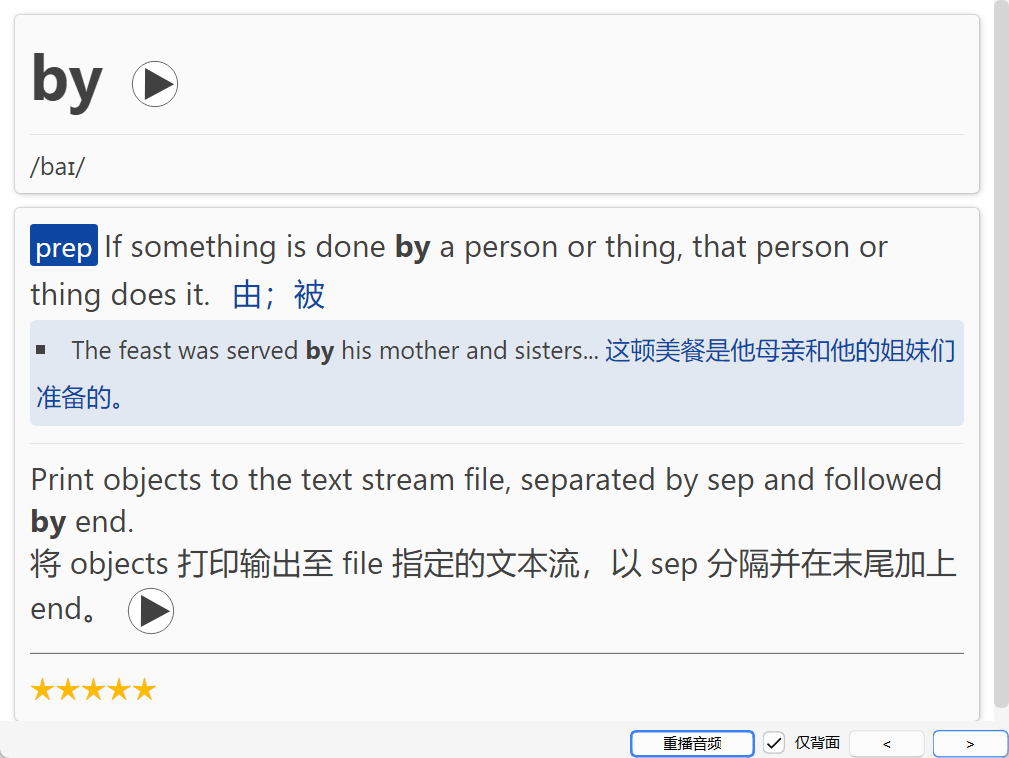 by
/baɪ/
prep If something is done by a person or thing, that person or
thing does it. 由；被
▪ The feast was served by his mother and sisters... 这顿美餐是他母亲和他的姐妹们
准备的。
Print objects to the text stream file, separated by sep and followed
by end.
将 objects 打印输出至 file 指定的文本流，以 sep 分隔并在末尾加上
end。
★★★★★
重播音频 仅背面 < >